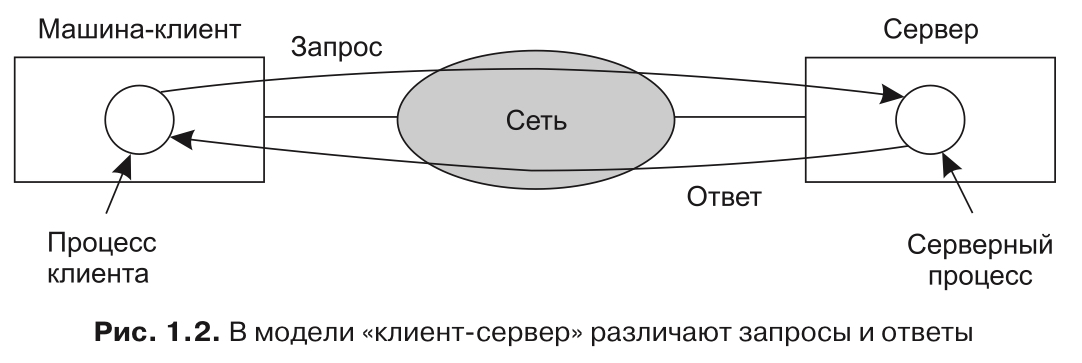 Машина-клиент
Запрос
Сервер
Сеть
Ответ
Процесс
клиента
Серверный
процесс
Рис. 1.2. В модели «клиент-сервер» различают запросы и ответы